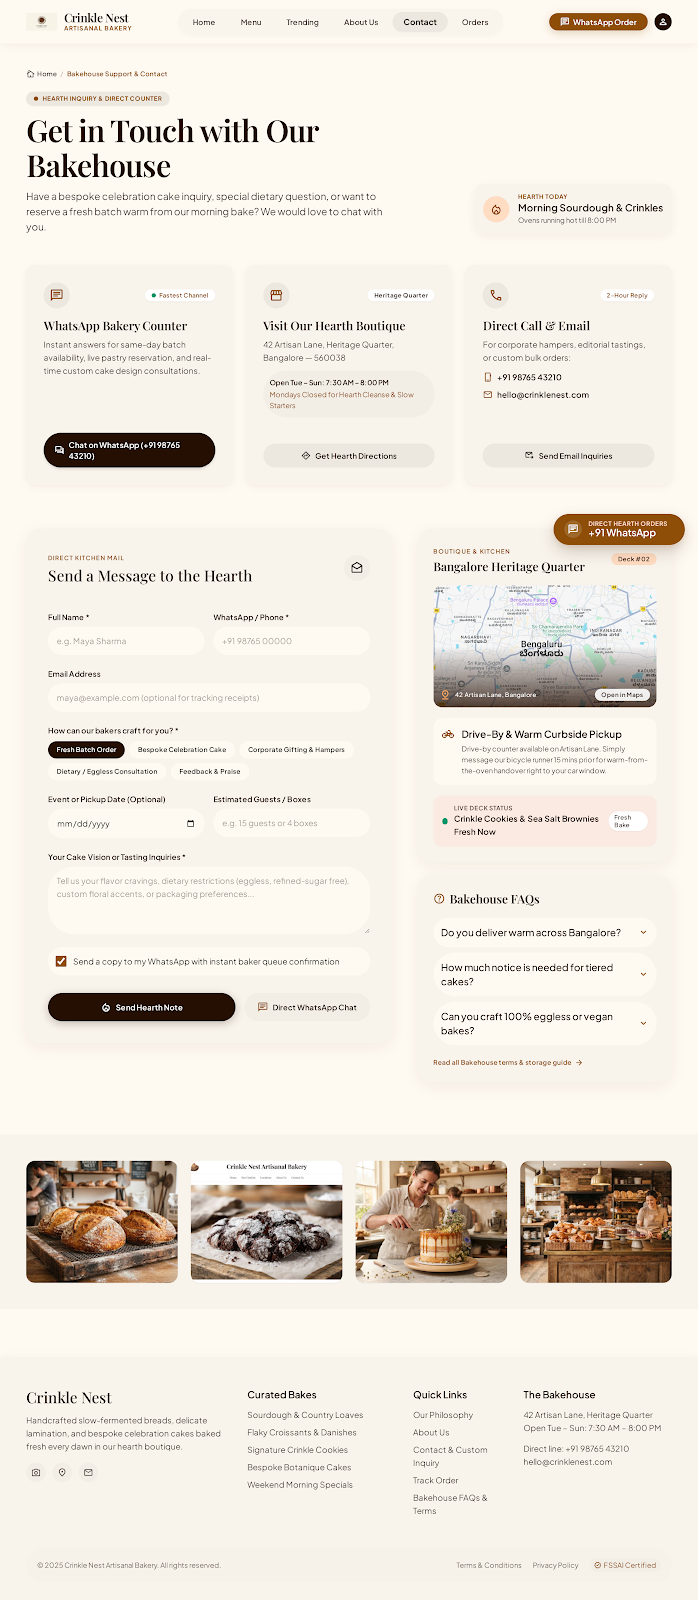 Crinkle Nest
ARTISANAL BAKERY
Home
Menu
Trending
About Us
Contact
Orders
WhatsApp Order
Home / Bakehouse Support & Contact
HEARTH INQUIRY & DIRECT COUNTER
Get in Touch with Our
Bakehouse
Have a bespoke celebration cake inquiry, special dietary question, or want to
reserve a fresh batch warm from our morning bake? We would love to chat with
you.
HEARTH TODAY
Morning Sourdough & Crinkles
Ovens running hot till 8:00 PM
Fastest Channel
WhatsApp Bakery Counter
Instant answers for same-day batch
availability, live pastry reservation, and real-
time custom cake design consultations.
Chat on WhatsApp (+91 98765
43210)
Heritage Quarter
Visit Our Hearth Boutique
42 Artisan Lane, Heritage Quarter,
Bangalore — 560038
Open Tue – Sun: 7:30 AM – 8:00 PM
Mondays Closed for Hearth Cleanse & Slow
Starters
Get Hearth Directions
2-Hour Reply
Direct Call & Email
For corporate hampers, editorial tastings,
or custom bulk orders:
+91 98765 43210
hello@crinklenest.com
Send Email Inquiries
DIRECT HEARTH ORDERS
+91 WhatsApp
DIRECT KITCHEN MAIL
Send a Message to the Hearth
Full Name *
WhatsApp / Phone *
e.g. Maya Sharma
+91 98765 00000
Email Address
maya@example.com (optional for tracking receipts)
How can our bakers craft for you? *
Fresh Batch Order
Bespoke Celebration Cake
Corporate Gifting & Hampers
Dietary / Eggless Consultation
Feedback & Praise
Event or Pickup Date (Optional)
Estimated Guests / Boxes
mm/dd/yyyy
e.g. 15 guests or 4 boxes
Your Cake Vision or Tasting Inquiries *
Tell us your flavor cravings, dietary restrictions (eggless, refined-sugar free),
custom floral accents, or packaging preferences...
Send a copy to my WhatsApp with instant baker queue confirmation
Send Hearth Note
Direct WhatsApp Chat
BOUTIQUE & KITCHEN
Bangalore Heritage Quarter
Deck #02
Bengaluru Palace
INDIRANAGAR
Bengaluru
ಬೆಂಗಳೂರು
42 Artisan Lane, Bangalore
Open in Maps
Drive-By & Warm Curbside Pickup
Drive-by counter available on Artisan Lane. Simply
message our bicycle runner 15 mins prior for warm-from-
the-oven handover right to your car window.
LIVE DECK STATUS
Crinkle Cookies & Sea Salt Brownies
Fresh Now
Fresh
Bake
Bakehouse FAQs
Do you deliver warm across Bangalore?
How much notice is needed for tiered
cakes?
Can you craft 100% eggless or vegan
bakes?
Read all Bakehouse terms & storage guide
Crinkle Nest Artisanal Bakery
Crinkle Nest
Handcrafted slow-fermented breads, delicate
lamination, and bespoke celebration cakes baked
fresh every dawn in our hearth boutique.
Curated Bakes
Sourdough & Country Loaves
Flaky Croissants & Danishes
Signature Crinkle Cookies
Bespoke Botanique Cakes
Weekend Morning Specials
Quick Links
Our Philosophy
About Us
Contact & Custom
Inquiry
Track Order
Bakehouse FAQs &
Terms
The Bakehouse
42 Artisan Lane, Heritage Quarter
Open Tue – Sun: 7:30 AM – 8:00 PM
Direct line: +91 98765 43210
hello@crinklenest.com
© 2025 Crinkle Nest Artisanal Bakery. All rights reserved.
Terms & Conditions
Privacy Policy
FSSAI Certified